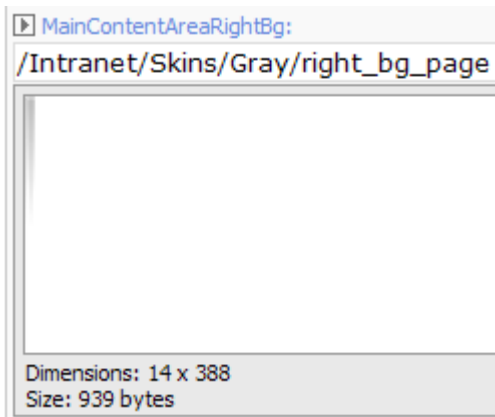 MainContentAreaRightBg:
/Intranet/Skins/Gray/right_bg_page
Dimensions: 14 x 388
Size: 939 bytes